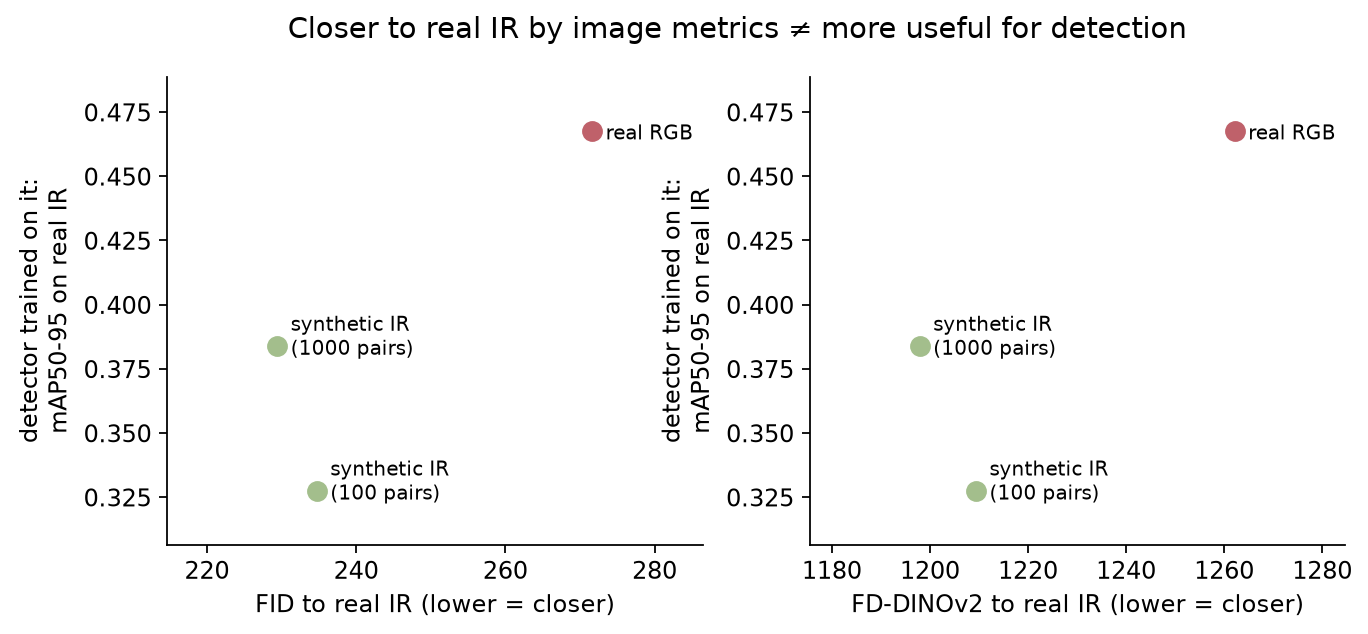 Closer to real IR by image metrics ≠ more useful for detection
detector trained on it:
mAP50-95 on real IR
0.475
0.450
0.425
0.400
0.375
0.350
0.325
real RGB
synthetic IR
(1000 pairs)
synthetic IR
(100 pairs)
220
240
260
280
FID to real IR (lower = closer)
detector trained on it:
mAP50-95 on real IR
0.475
0.450
0.425
0.400
0.375
0.350
0.325
real RGB
synthetic IR
(1000 pairs)
synthetic IR
(100 pairs)
1180
1200
1220
1240
1260
1280
FD-DINOv2 to real IR (lower = closer)